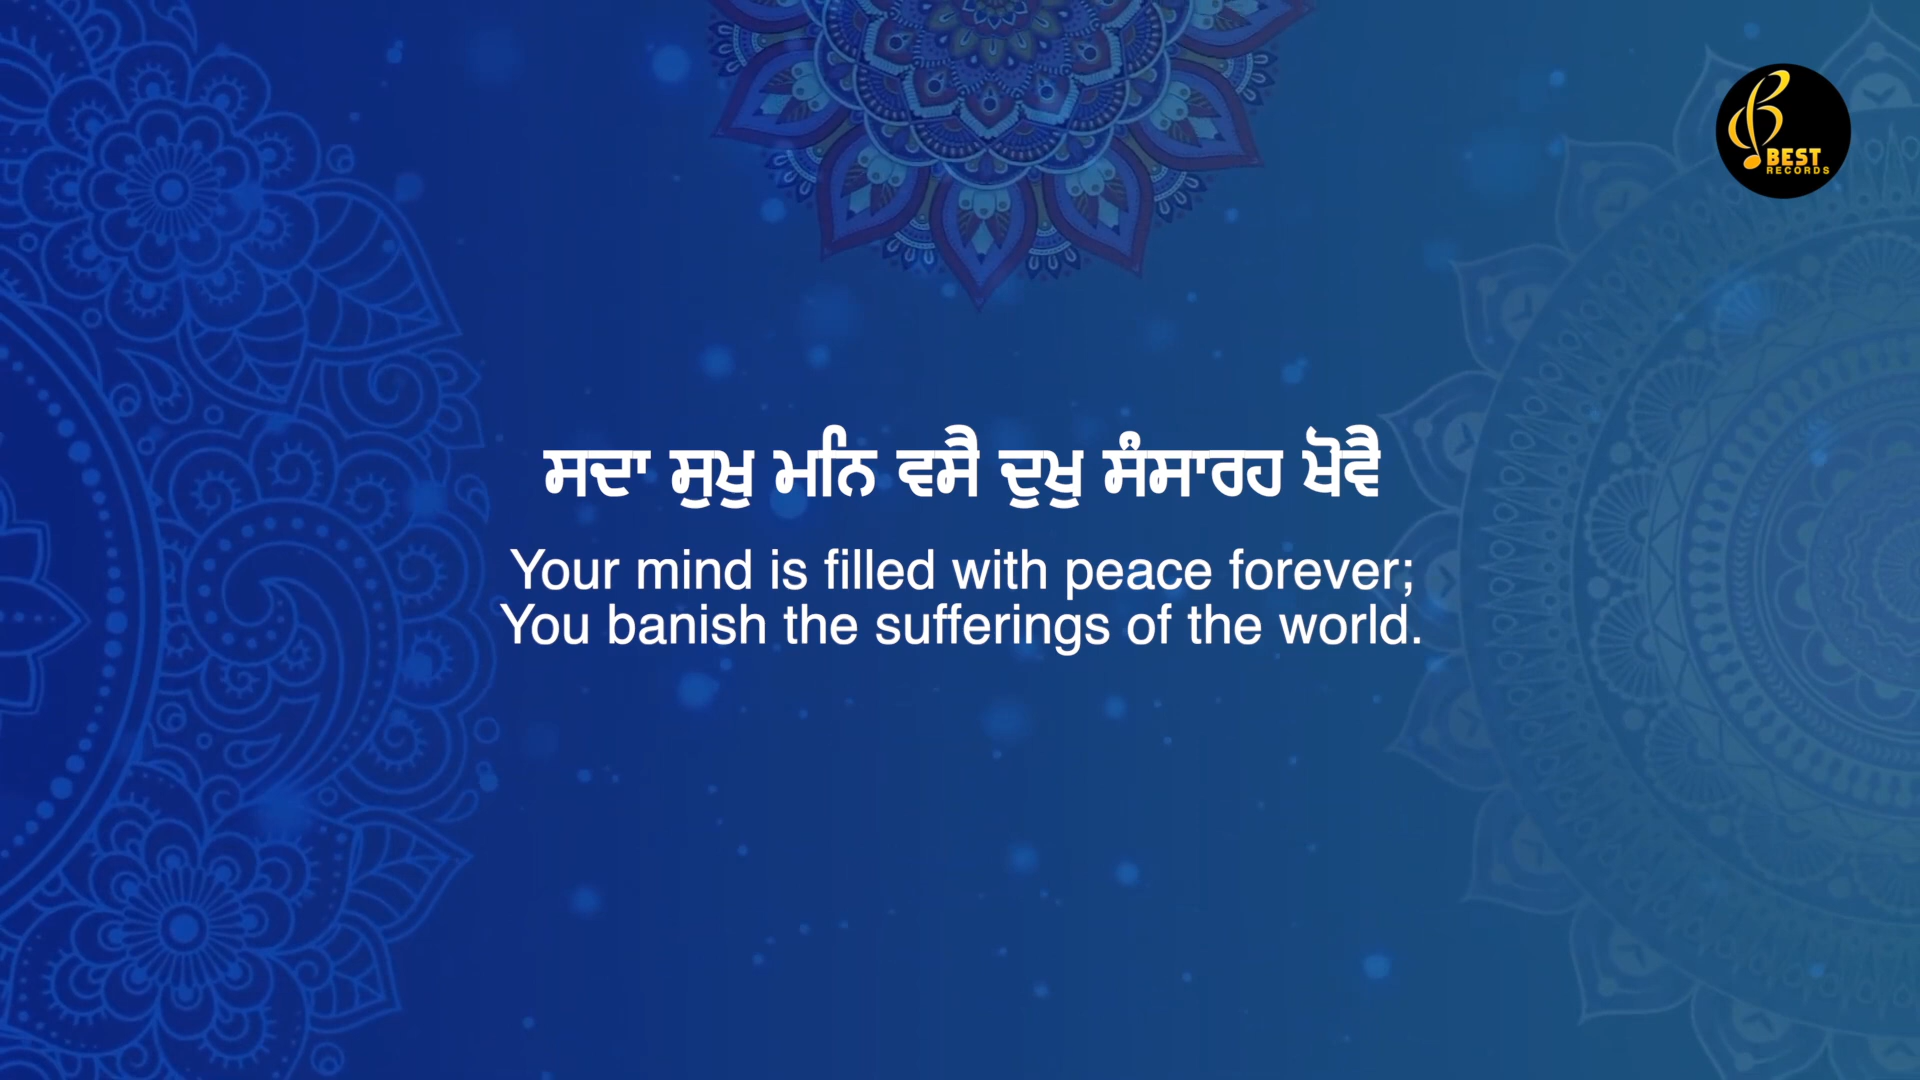 BEST
RECORDS
ਸਦਾ ਸੁਖੁ ਮਨਿ ਵਸੈ ਦੁਖੁ ਸੰਸਾਰਹ ਖੋਵੈ
Your mind is filled with peace forever;
You banish the sufferings of the world.